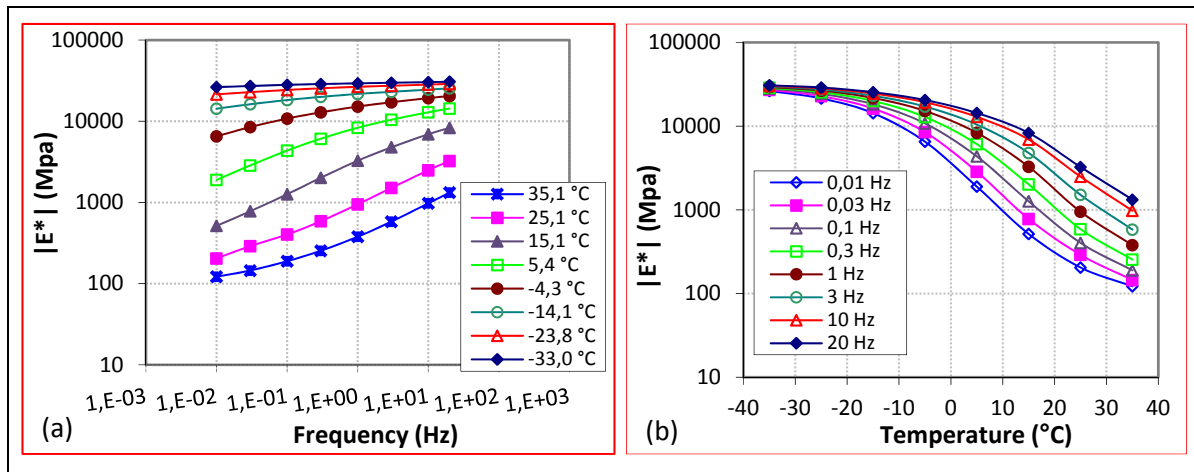 100000
10000
1000
100
10
|E*| (Mpa)
35,1 °C
25,1 °C
15,1 °C
5,4 °C
-4,3 °C
-14,1 °C
-23,8 °C
-33,0 °C
1,E-03 1,E-02 1,E-01 1,E+00 1,E+01 1,E+02 1,E+03
(a)
Frequency (Hz)
100000
10000
1000
100
10
|E*| (Mpa)
0,01 Hz
0,03 Hz
0,1 Hz
0,3 Hz
1 Hz
3 Hz
10 Hz
20 Hz
-40 -30 -20 -10 0 10 20 30 40
(b)
Temperature (°C)